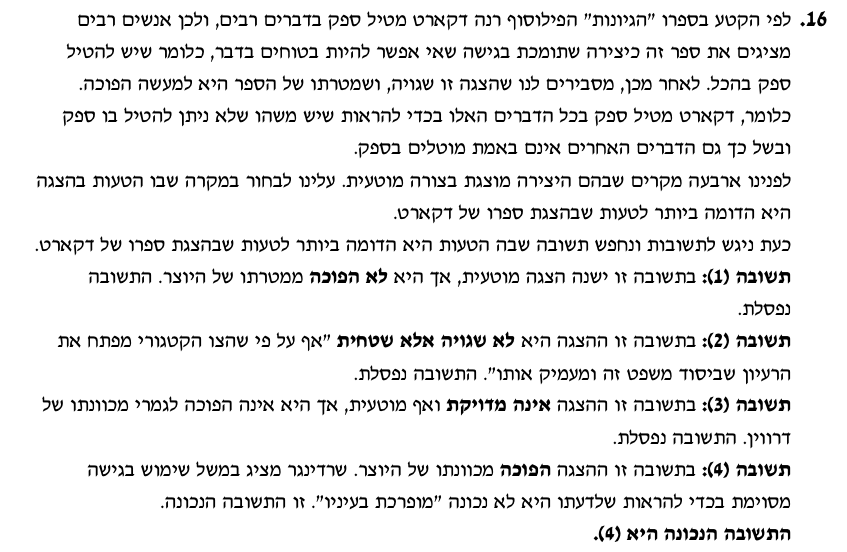 16. לפי הקטע בספרו "הגיונות" הפילוסוף רנה דקארט מטיל ספק בדברים רבים, ולכן אנשים רבים
מציגים את ספר זה כיצירה שתומכת בגישה שאי אפשר להיות בטוחים בדבר, כלומר שיש להטיל
ספק בהכל. לאחר מכן, מסבירים לנו שהצגה זו שגויה, ושמטרתו של הספר היא למעשה הפוכה.
כלומר, דקארט מטיל ספק בכל הדברים האלו בכדי להראות שיש משהו שלא ניתן להטיל בו ספק
ובשל כך גם הדברים האחרים אינם באמת מוטלים בספק.
לפנינו ארבעה מקרים שבהם היצירה מוצגת בצורה מוטעית. עלינו לבחור במקרה שבו הטעות בהצגה
היא הדומה ביותר לטעות שבהצגת ספרו של דקארט.
כעת ניגש לתשובות ונחפש תשובה שבה הטעות היא הדומה ביותר לטעות שבהצגת ספרו של דקארט.
תשובה (1): בתשובה זו ישנה הצגה מוטעית, אך היא לא הפוכה ממטרתו של היוצר. התשובה
נפסלת.
תשובה (2): בתשובה זו ההצגה היא לא שגויה אלא שטחית "אף על פי שהצו הקטגורי מפתח את
הרעיון שביסוד משפט זה ומעמיק אותו". התשובה נפסלת.
תשובה (3): בתשובה זו ההצגה אינה מדויקת ואף מוטעית, אך היא אינה הפוכה לגמרי מכוונתו של
דרווין. התשובה נפסלת.
תשובה (4): בתשובה זו ההצגה הפוכה מכוונתו של היוצר. שרדינגר מציג במשל שימוש בגישה
מסוימת בכדי להראות שלדעתו היא לא נכונה "מופרכת בעיניו". זו התשובה הנכונה.
התשובה הנכונה היא (4).